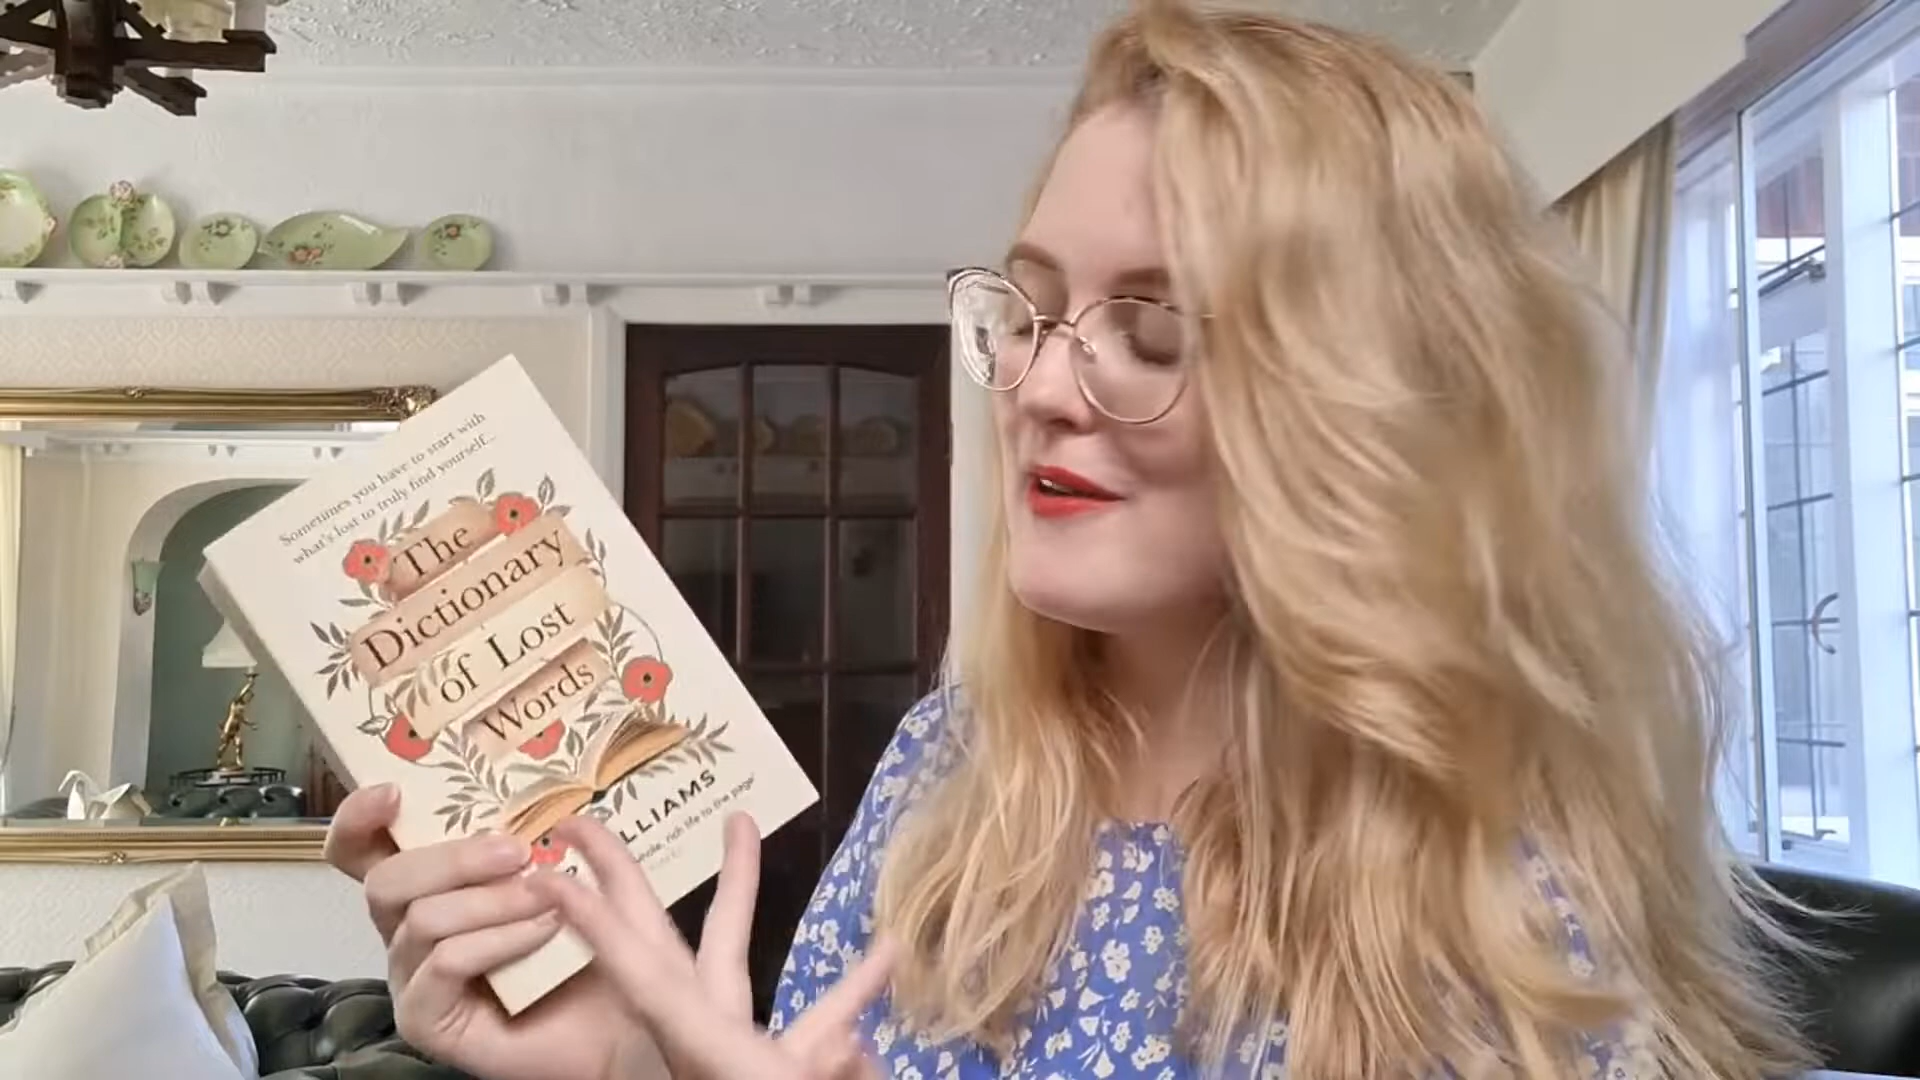 Sometimes you have to start with
what's lost to truly find yourself...
The
Dictionary
of Lost
Words
LLIAMS
rich life to the page'